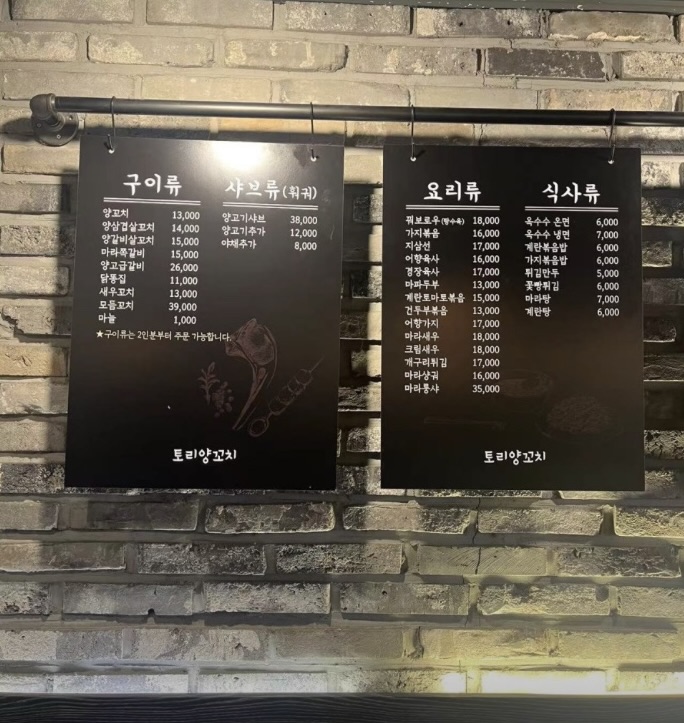 구이류
양꼬치 13,000
양삼겹살꼬치 14,000
양갈비살꼬치 15,000
마라쪽갈비 15,000
양고급갈비 26,000
닭똥집 11,000
새우꼬치 13,000
모듬꼬치 39,000
마늘 1,000
★구이류는 2인분부터 주문 가능합니다.
샤브류(훠궈)
양고기샤브 38,000
양고기추가 12,000
야채추가 8,000
토리양꼬치
요리류
꿔보로우(탕수육) 18,000
가지볶음 16,000
지삼선 17,000
어향육사 16,000
경장육사 17,000
마파두부 13,000
계란토마토볶음 15,000
건두부볶음 13,000
어향가지 17,000
마라새우 18,000
크림새우 18,000
개구리튀김 17,000
마라샹궈 16,000
마라롱샤 35,000
식사류
옥수수 온면 6,000
옥수수 냉면 7,000
계란볶음밥 6,000
가지볶음밥 6,000
튀김만두 5,000
꽃빵튀김 6,000
마라탕 7,000
계란탕 6,000
토리양꼬치